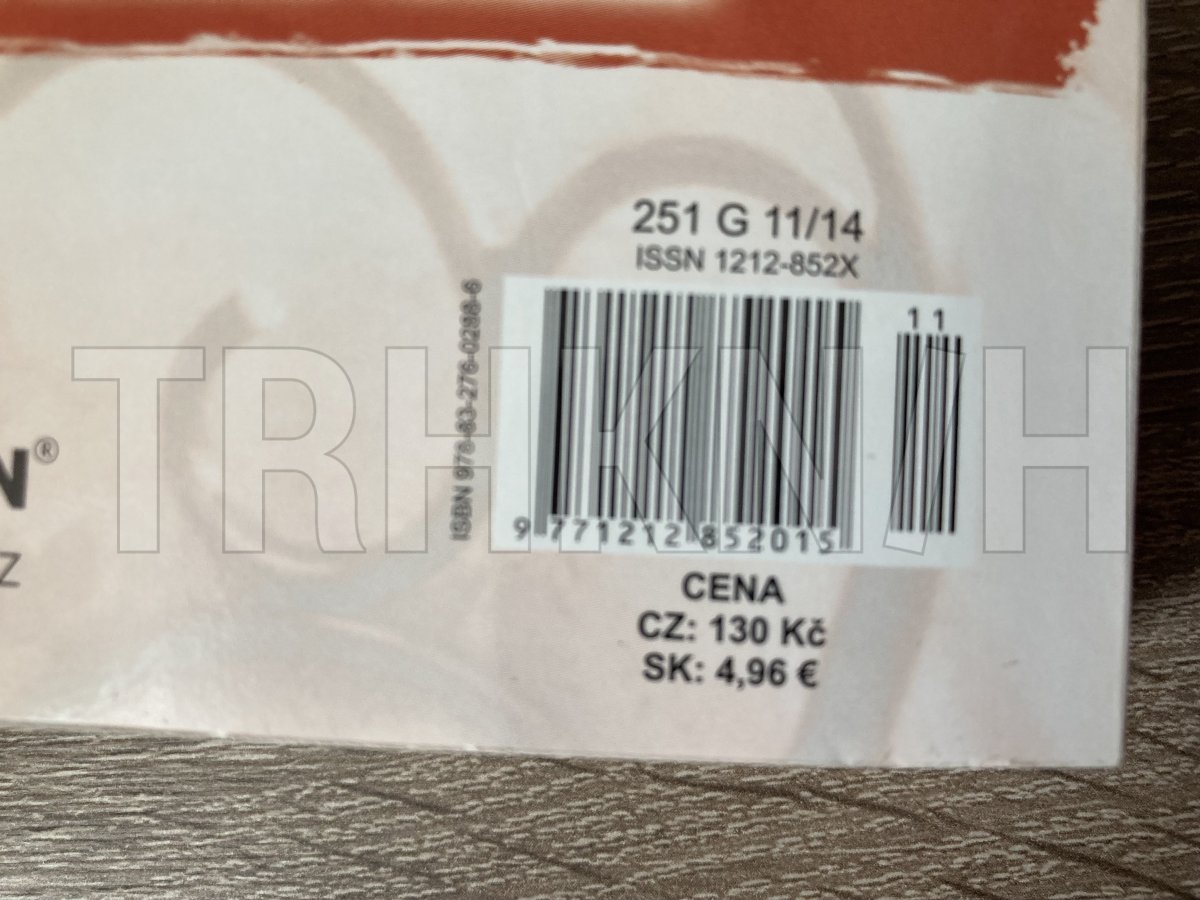 251 G 11/14
ISSN 1212-852X
ISBN 978-83-276-0288-6
11
9 771212 852015
TRHKNIH
N®
Z
CENA
CZ: 130 Kč
SK: 4,96 €